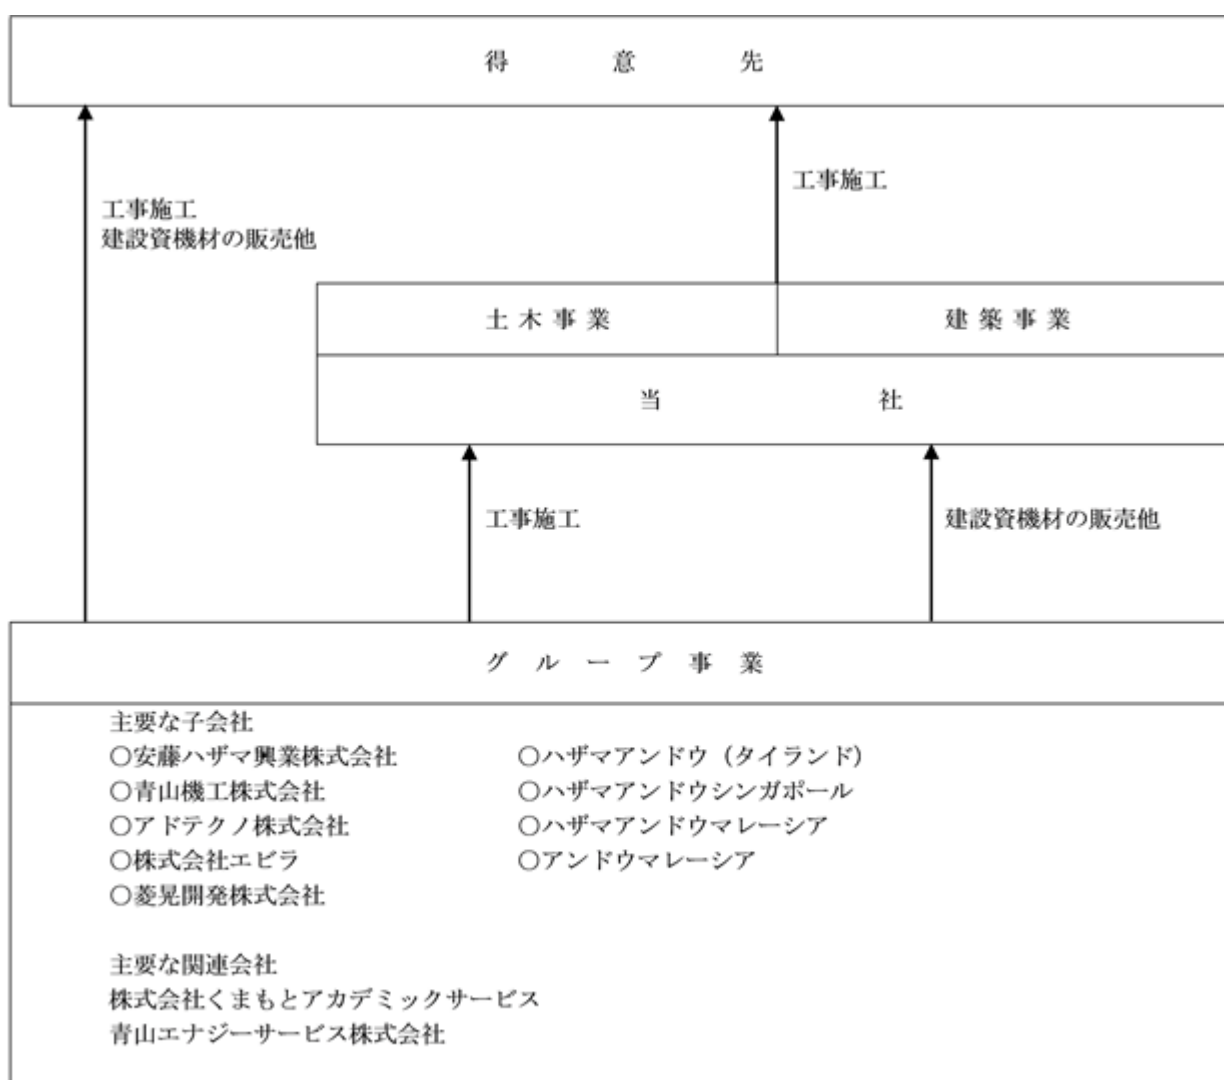 得意先
工事施工
工事施工
建設資機材の販売他
土木事業
建築事業
当社
工事施工
建設資機材の販売他
グループ事業
主要な子会社
○安藤ハザマ興業株式会社
○ハザマアンドウ（タイランド）
○青山機工株式会社
○ハザマアンドウシンガポール
○アドテクノ株式会社
○ハザマアンドウマレーシア
○株式会社エビラ
○アンドウマレーシア
○菱晃開発株式会社
主要な関連会社
株式会社くまもとアカデミックサービス
青山エナジーサービス株式会社